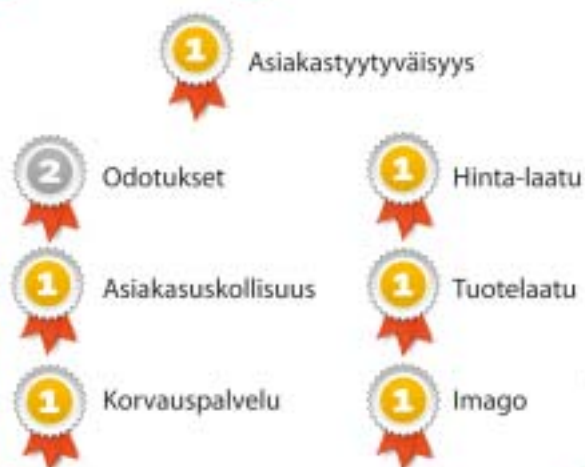 1 Asiakastyytyväisyys
2 Odotukset
1 Hinta-laatu
1 Asiakasuskollisuus
1 Tuotelaatu
1 Korvauspalvelu
1 Imago